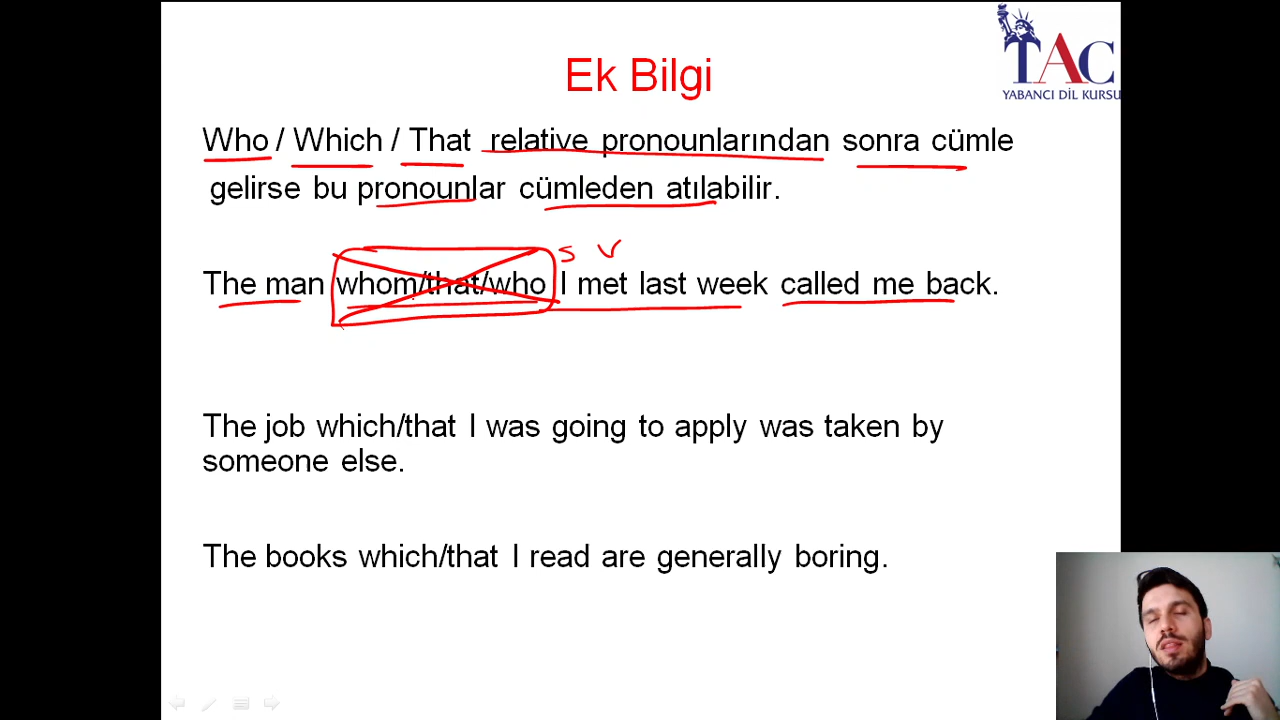 TAC
YABANCI DİL KURSU
Ek Bilgi
Who / Which / That relative pronounlarından sonra cümle
gelirse bu pronounlar cümleden atılabilir.
S V
The man whom/that/who I met last week called me back.
The job which/that I was going to apply was taken by
someone else.
The books which/that I read are generally boring.